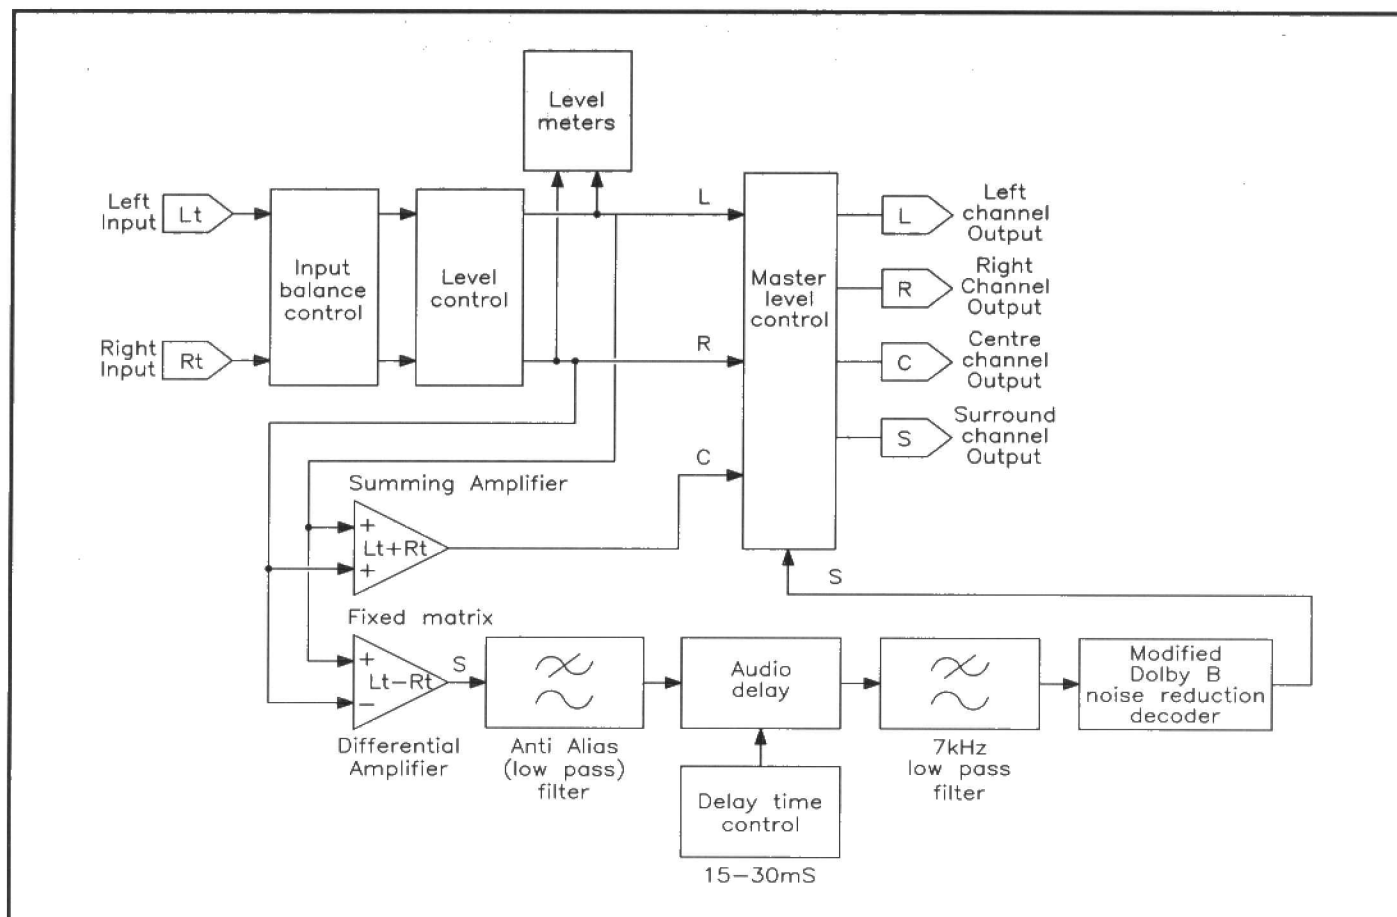 Level
meters
Left
Input
Lt
Input
balance
control
Level
control
L
Master
level
control
L
Left
channel
Output
R
Right
Channel
Output
Right
Input
Rt
R
C
Centre
channel
Output
S
Surround
channel
Output
C
Summing Amplifier
+
Lt+Rt
+
S
Fixed matrix
+
Lt−Rt
−
S
Differential
Amplifier
Anti Alias
(low pass)
filter
Audio
delay
Delay time
control
15−30mS
7kHz
low pass
filter
Modified
Dolby B
noise reduction
decoder